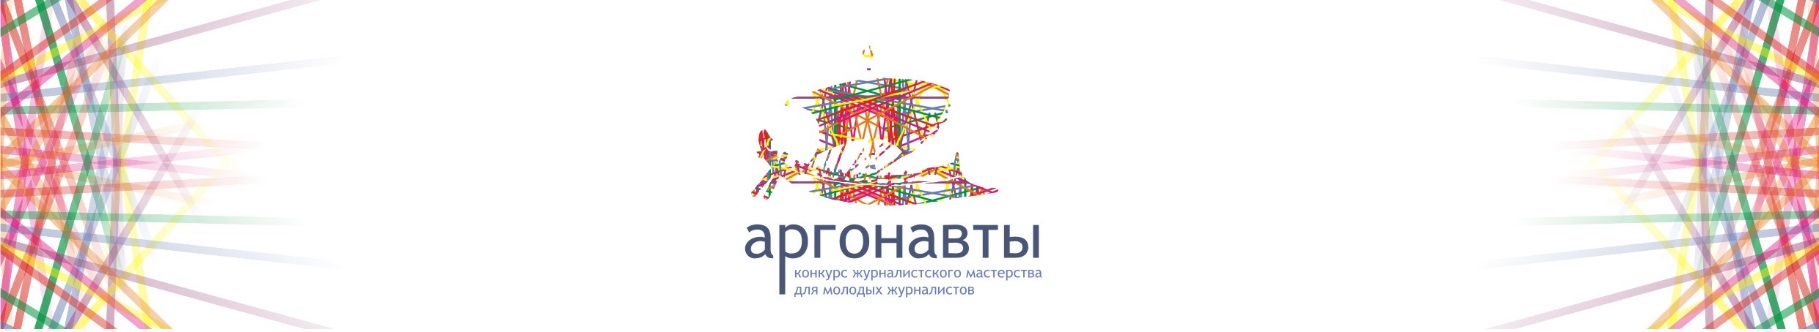 аргонавты
конкурс журналистского мастерства
для молодых журналистов